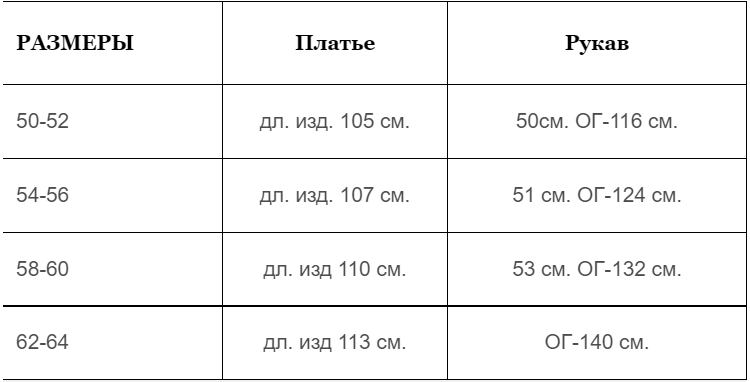 РАЗМЕРЫ Платье Рукав
50-52 дл. изд. 105 см. 50см. ОГ-116 см.
54-56 дл. изд. 107 см. 51 см. ОГ-124 см.
58-60 дл. изд 110 см. 53 см. ОГ-132 см.
62-64 дл. изд 113 см. ОГ-140 см.